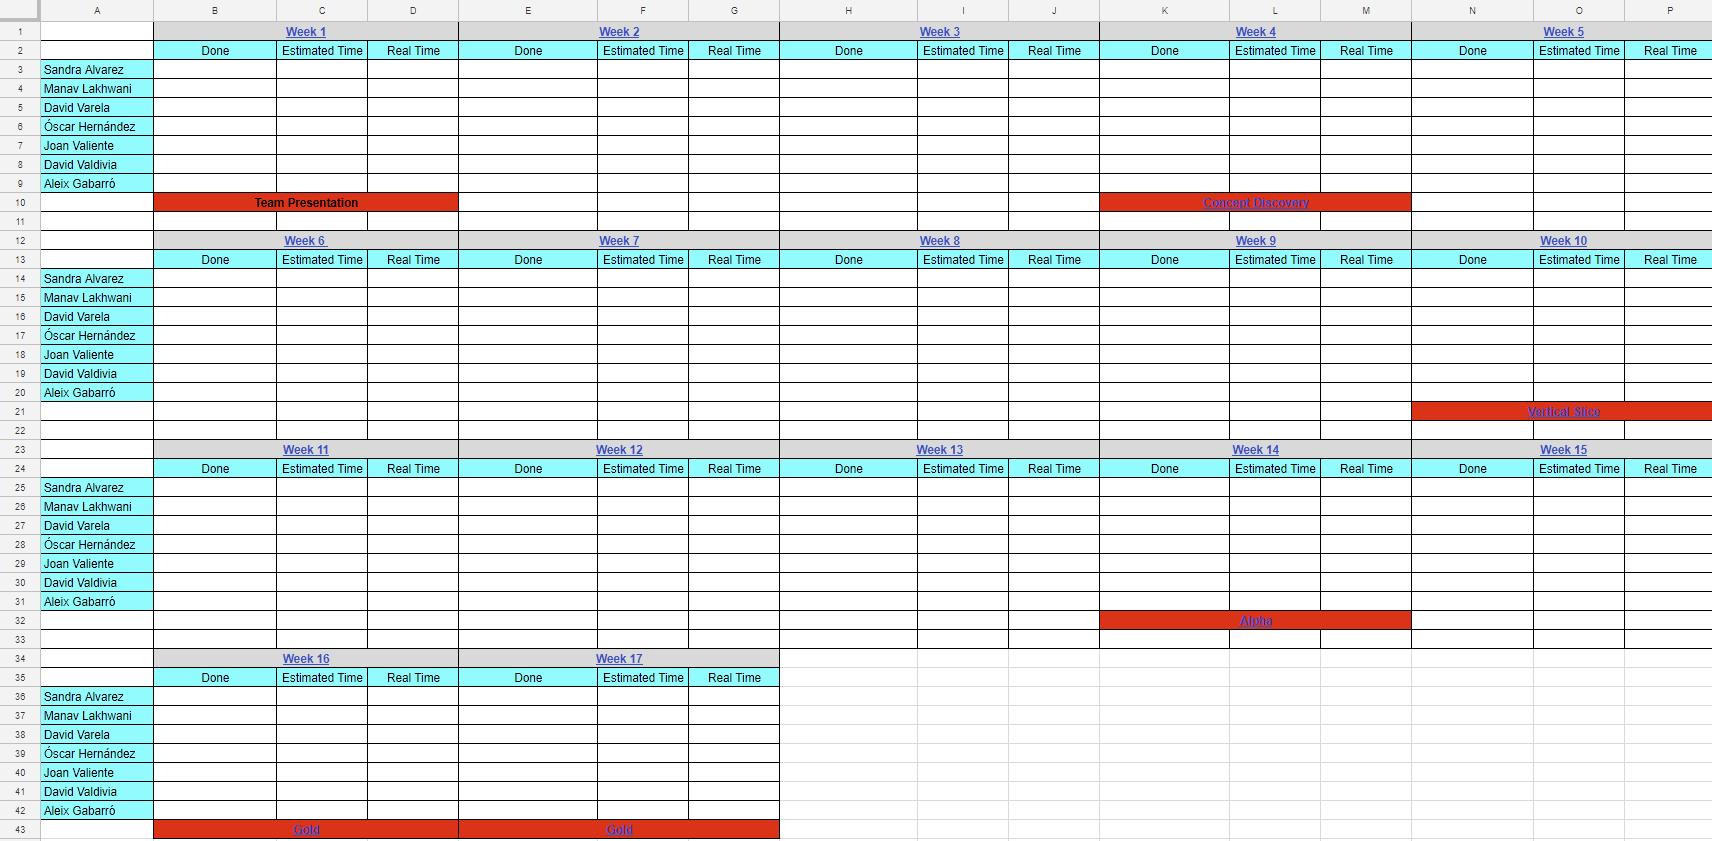 A B C D E F G H I J K L M N O P
1 Week 1 Week 2 Week 3 Week 4 Week 5
2 Done Estimated Time Real Time Done Estimated Time Real Time Done Estimated Time Real Time Done Estimated Time Real Time Done Estimated Time Real Time
3 Sandra Alvarez
4 Manav Lakhwani
5 David Varela
6 Óscar Hernández
7 Joan Valiente
8 David Valdivia
9 Aleix Gabarró
10 Team Presentation Concept Discovery
11
12 Week 6 Week 7 Week 8 Week 9 Week 10
13 Done Estimated Time Real Time Done Estimated Time Real Time Done Estimated Time Real Time Done Estimated Time Real Time Done Estimated Time Real Time
14 Sandra Alvarez
15 Manav Lakhwani
16 David Varela
17 Óscar Hernández
18 Joan Valiente
19 David Valdivia
20 Aleix Gabarró
21 Vertical Slice
22
23 Week 11 Week 12 Week 13 Week 14 Week 15
24 Done Estimated Time Real Time Done Estimated Time Real Time Done Estimated Time Real Time Done Estimated Time Real Time Done Estimated Time Real Time
25 Sandra Alvarez
26 Manav Lakhwani
27 David Varela
28 Óscar Hernández
29 Joan Valiente
30 David Valdivia
31 Aleix Gabarró
32 Alpha
33
34 Week 16 Week 17
35 Done Estimated Time Real Time Done Estimated Time Real Time
36 Sandra Alvarez
37 Manav Lakhwani
38 David Varela
39 Óscar Hernández
40 Joan Valiente
41 David Valdivia
42 Aleix Gabarró
43 Gold Gold